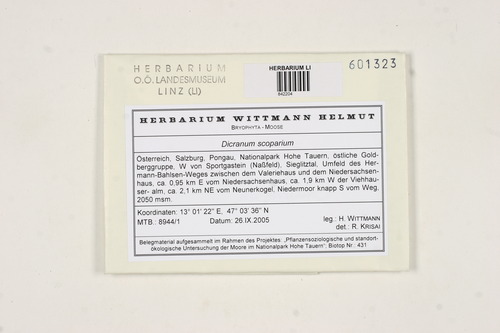 HERBARIUM
O.Ö. LANDESMUSEUM
LINZ (LI)
HERBARIUM LI
642204
601323
HERBARIUM WITTMANN HELMUT
BRYOPHYTA - MOOSE
Dicranum scoparium
Österreich, Salzburg, Pongau, Nationalpark Hohe Tauern, östliche Gold-
berggruppe, W von Sportgastein (Naßfeld), Sieglitztal, Umfeld des Her-
mann-Bahlsen-Weges zwischen dem Valeriehaus und dem Niedersachsen-
haus, ca. 0,95 km E vom Niedersachsenhaus, ca. 1,9 km W der Viehhau-
ser- alm, ca. 2,1 km NE vom Neunerkogel, Niedermoor knapp S vom Weg,
2050 msm.
Koordinaten: 13° 01' 22" E, 47° 03' 36" N
MTB.: 8944/1 Datum: 26.IX.2005
leg.: H. WITTMANN
det.: R. KRISAI
Belegmaterial aufgesammelt im Rahmen des Projektes: „Pflanzensoziologische und standort-
ökologische Untersuchung der Moore im Nationalpark Hohe Tauern": Biotop Nr.: 431